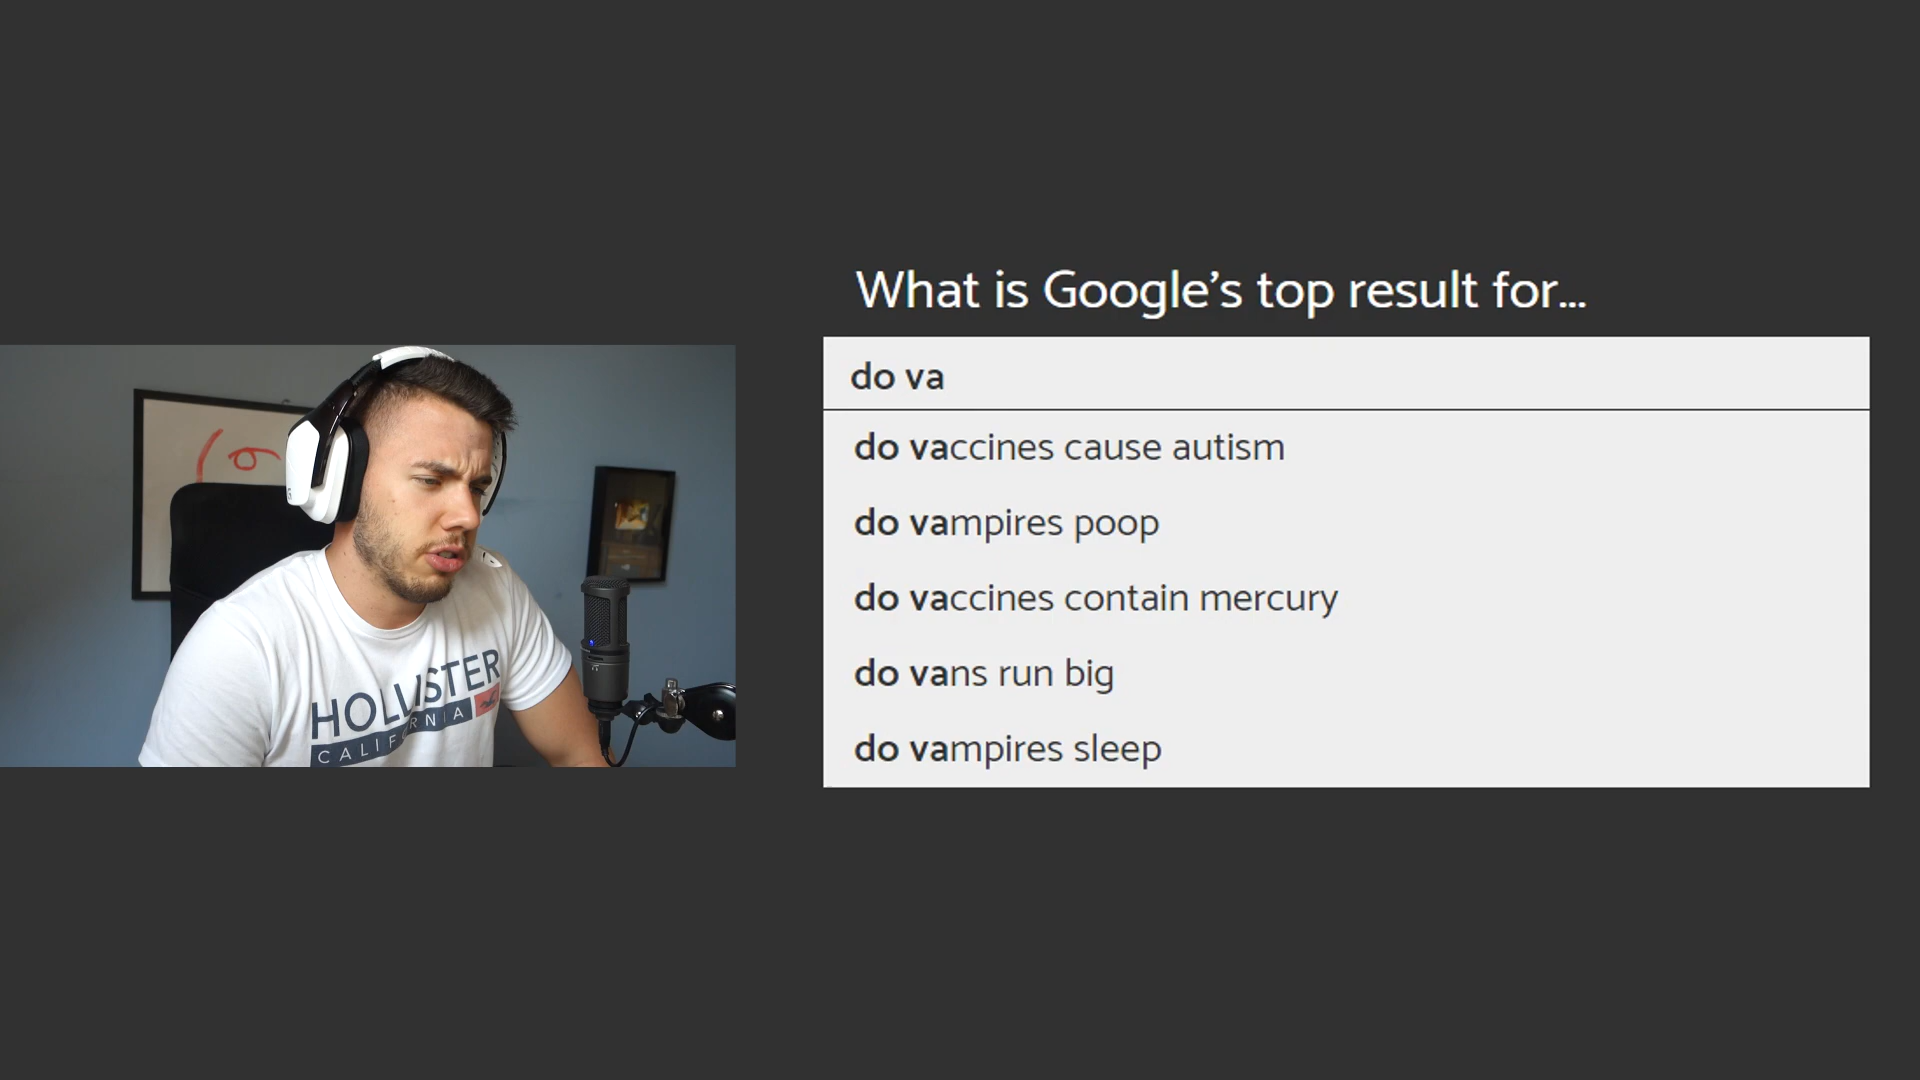 What is Google's top result for...
do va
do vaccines cause autism
do vampires poop
do vaccines contain mercury
do vans run big
do vampires sleep
HOLLISTER
CALIFORNIA